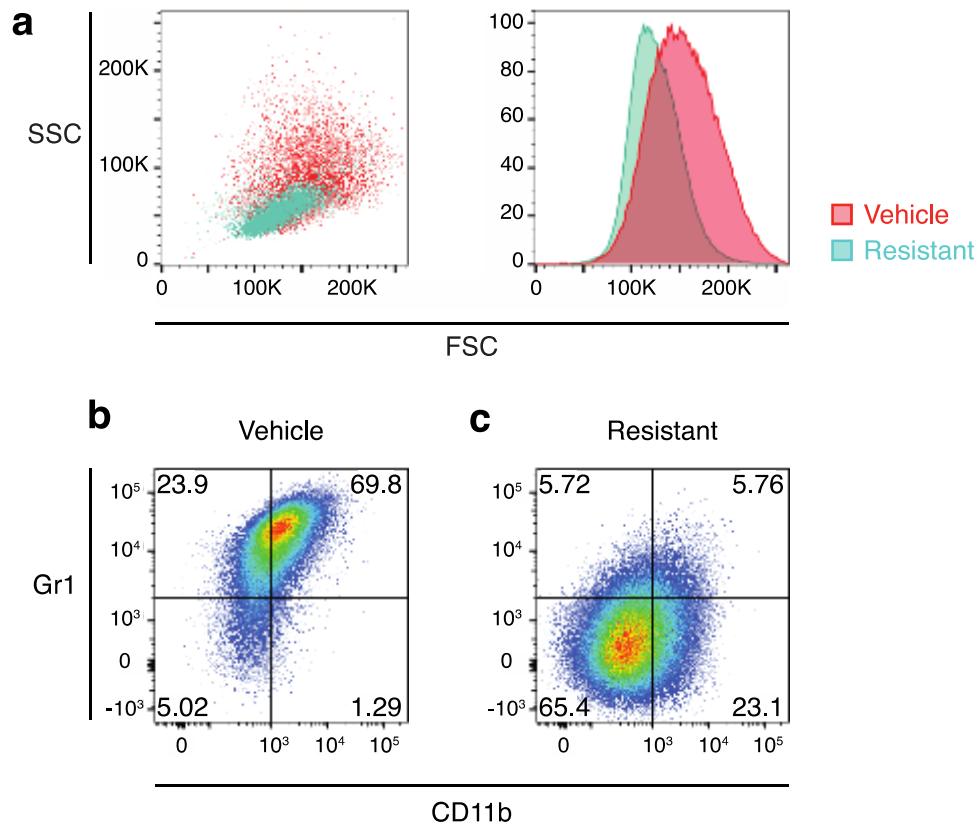 a
SSC
200K
100K
0
0 100K 200K
100
80
60
40
20
0
0 100K 200K
Vehicle
Resistant
FSC
b
Vehicle
c
Resistant
Gr1
10⁵
10⁴
10³
0
-10³
23.9 69.8
5.02 1.29
0 10³ 10⁴ 10⁵
10⁵
10⁴
10³
0
-10³
5.72 5.76
65.4 23.1
0 10³ 10⁴ 10⁵
CD11b